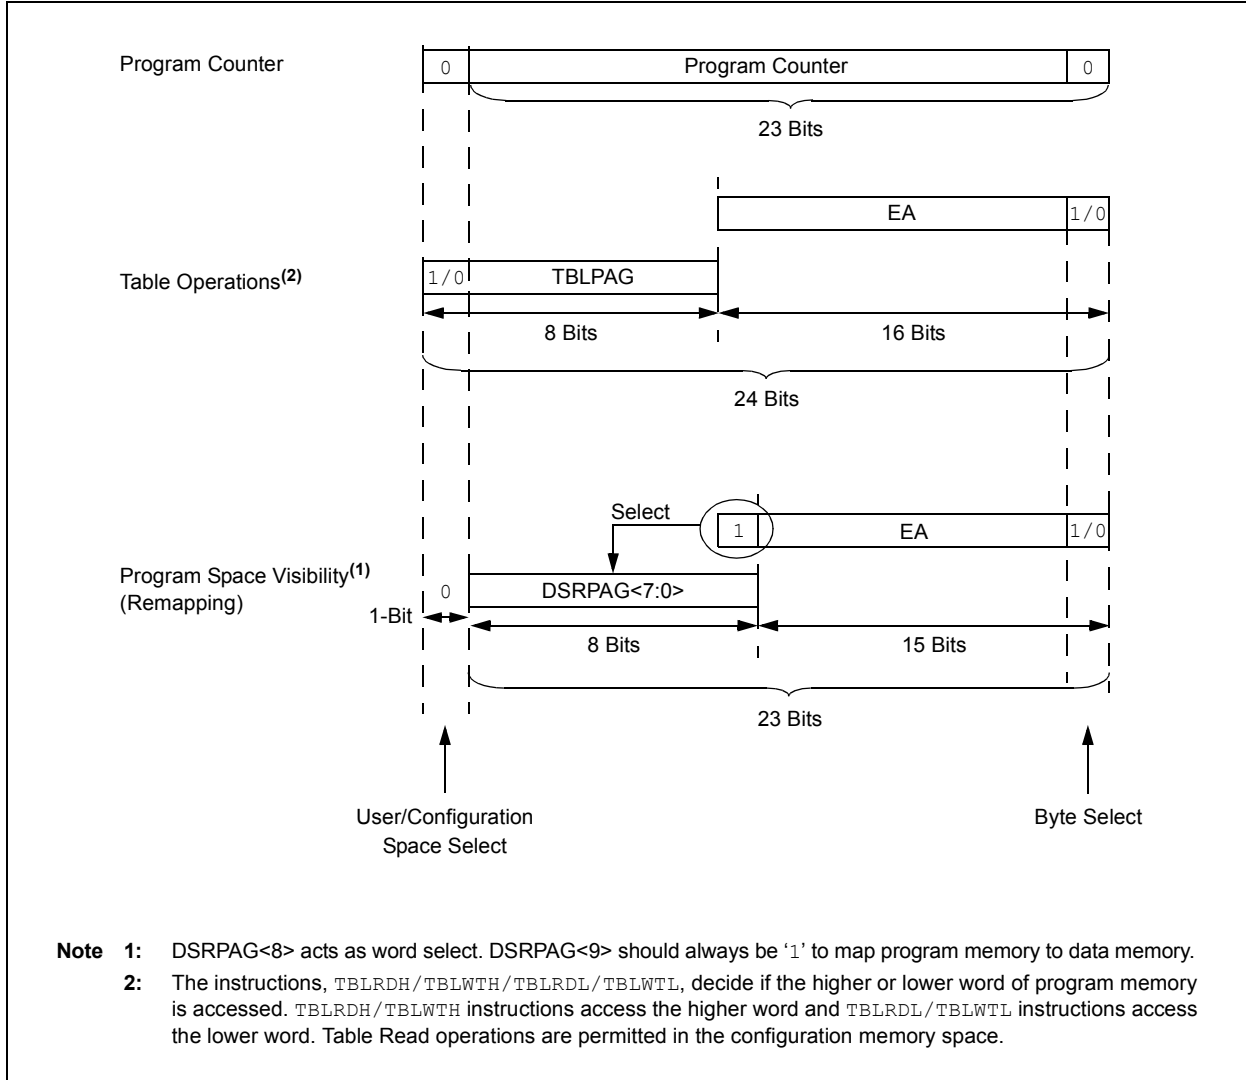 Program Counter
0 Program Counter 0
23 Bits
EA 1/0
Table Operations(2)
1/0 TBLPAG
8 Bits 16 Bits
24 Bits
Select
1 EA 1/0
Program Space Visibility(1)
(Remapping)
0 DSRPAG<7:0>
1-Bit
8 Bits 15 Bits
23 Bits
User/Configuration
Space Select
Byte Select
Note 1: DSRPAG<8> acts as word select. DSRPAG<9> should always be ‘1’ to map program memory to data memory.
2: The instructions, TBLRDH/TBLWTH/TBLRDL/TBLWTL, decide if the higher or lower word of program memory
is accessed. TBLRDH/TBLWTH instructions access the higher word and TBLRDL/TBLWTL instructions access
the lower word. Table Read operations are permitted in the configuration memory space.